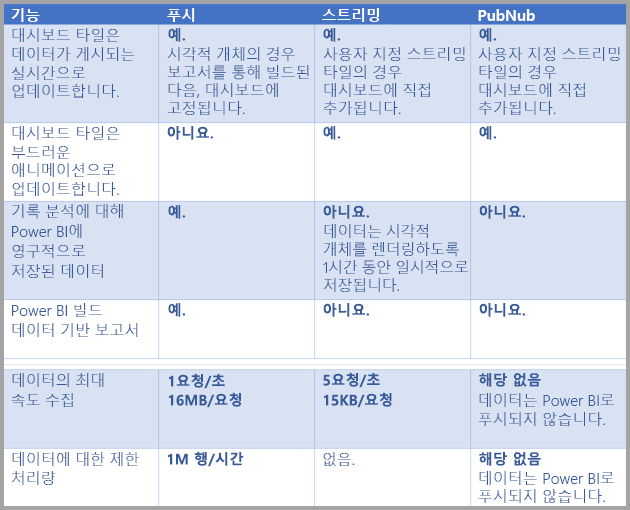 기능 푸시 스트리밍 PubNub
대시보드 타일은
데이터가 게시되는
실시간으로
업데이트합니다.
예.
시각적 개체의 경우
보고서를 통해 빌드된
다음, 대시보드에
고정됩니다.
예.
사용자 지정 스트리밍
타일의 경우
대시보드에 직접
추가됩니다.
예.
사용자 지정 스트리밍
타일의 경우
대시보드에 직접
추가됩니다.
대시보드 타일은
부드러운
애니메이션으로
업데이트합니다.
아니요.
예.
예.
기록 분석에 대해
Power BI에
영구적으로
저장된 데이터
예.
아니요.
데이터는 시각적
개체를 렌더링하도록
1시간 동안 일시적으로
저장됩니다.
아니요.
Power BI 빌드
데이터 기반 보고서
예.
아니요.
아니요.
데이터의 최대
속도 수집
1요청/초
16MB/요청
5요청/초
15KB/요청
해당 없음
데이터는 Power BI로
푸시되지 않습니다.
데이터에 대한 제한
처리량
1M 행/시간
없음.
해당 없음
데이터는 Power BI로
푸시되지 않습니다.